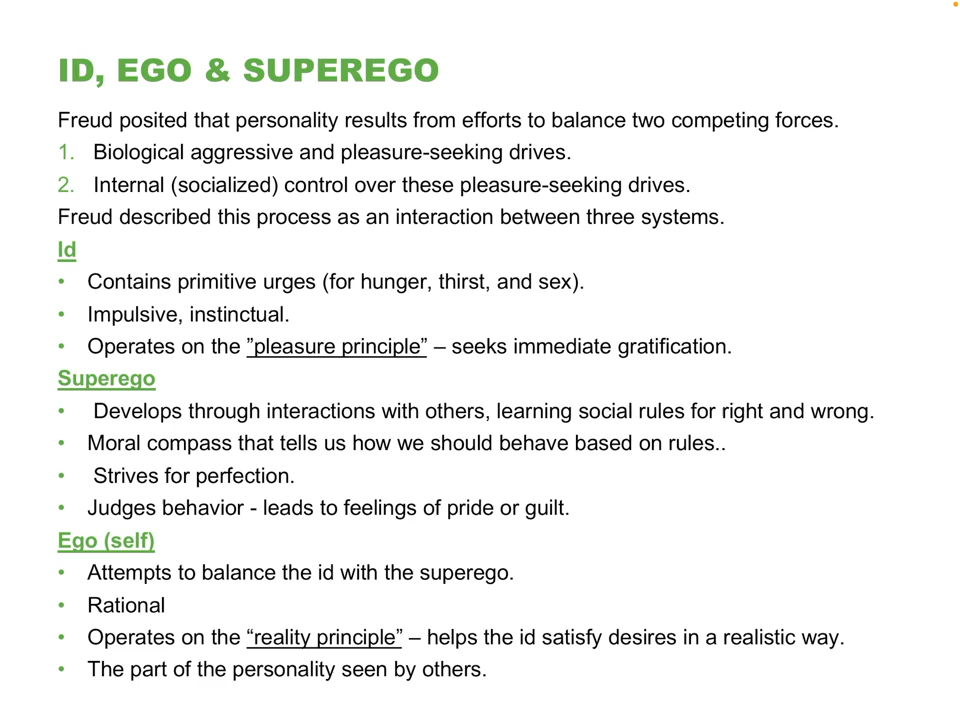 ID, EGO & SUPEREGO
Freud posited that personality results from efforts to balance two competing forces.
1. Biological aggressive and pleasure-seeking drives.
2. Internal (socialized) control over these pleasure-seeking drives.
Freud described this process as an interaction between three systems.
Id
• Contains primitive urges (for hunger, thirst, and sex).
• Impulsive, instinctual.
• Operates on the ”pleasure principle” – seeks immediate gratification.
Superego
• Develops through interactions with others, learning social rules for right and wrong.
• Moral compass that tells us how we should behave based on rules..
• Strives for perfection.
• Judges behavior - leads to feelings of pride or guilt.
Ego (self)
• Attempts to balance the id with the superego.
• Rational
• Operates on the “reality principle” – helps the id satisfy desires in a realistic way.
• The part of the personality seen by others.